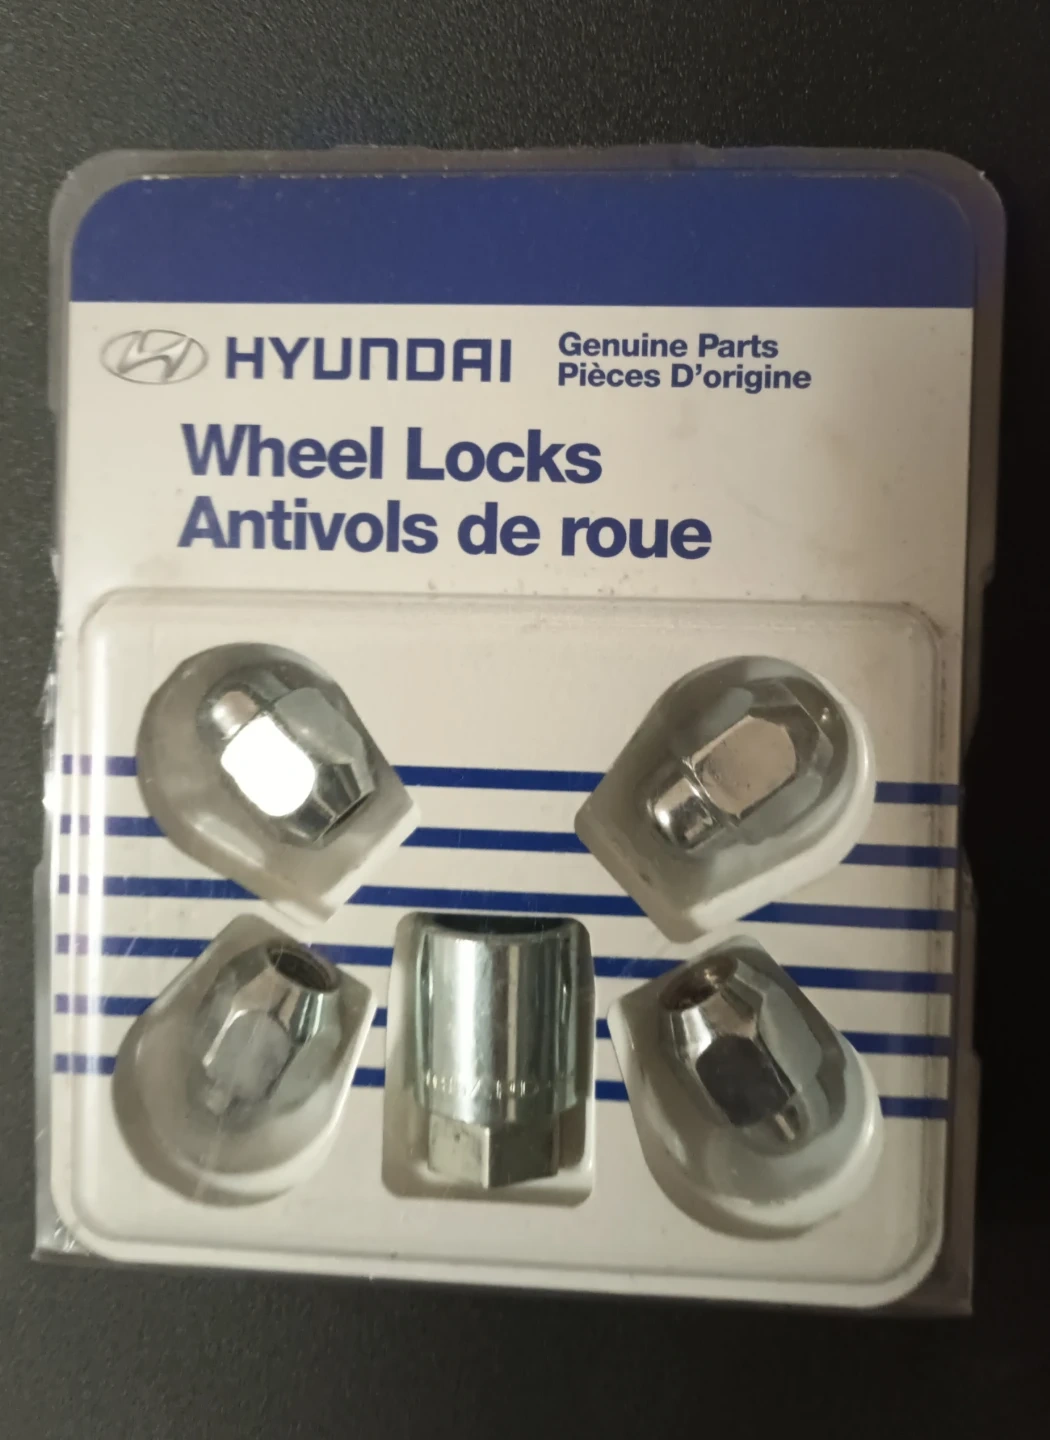 HYUNDAI
Genuine Parts
Pièces D'origine
Wheel Locks
Antivols de roue